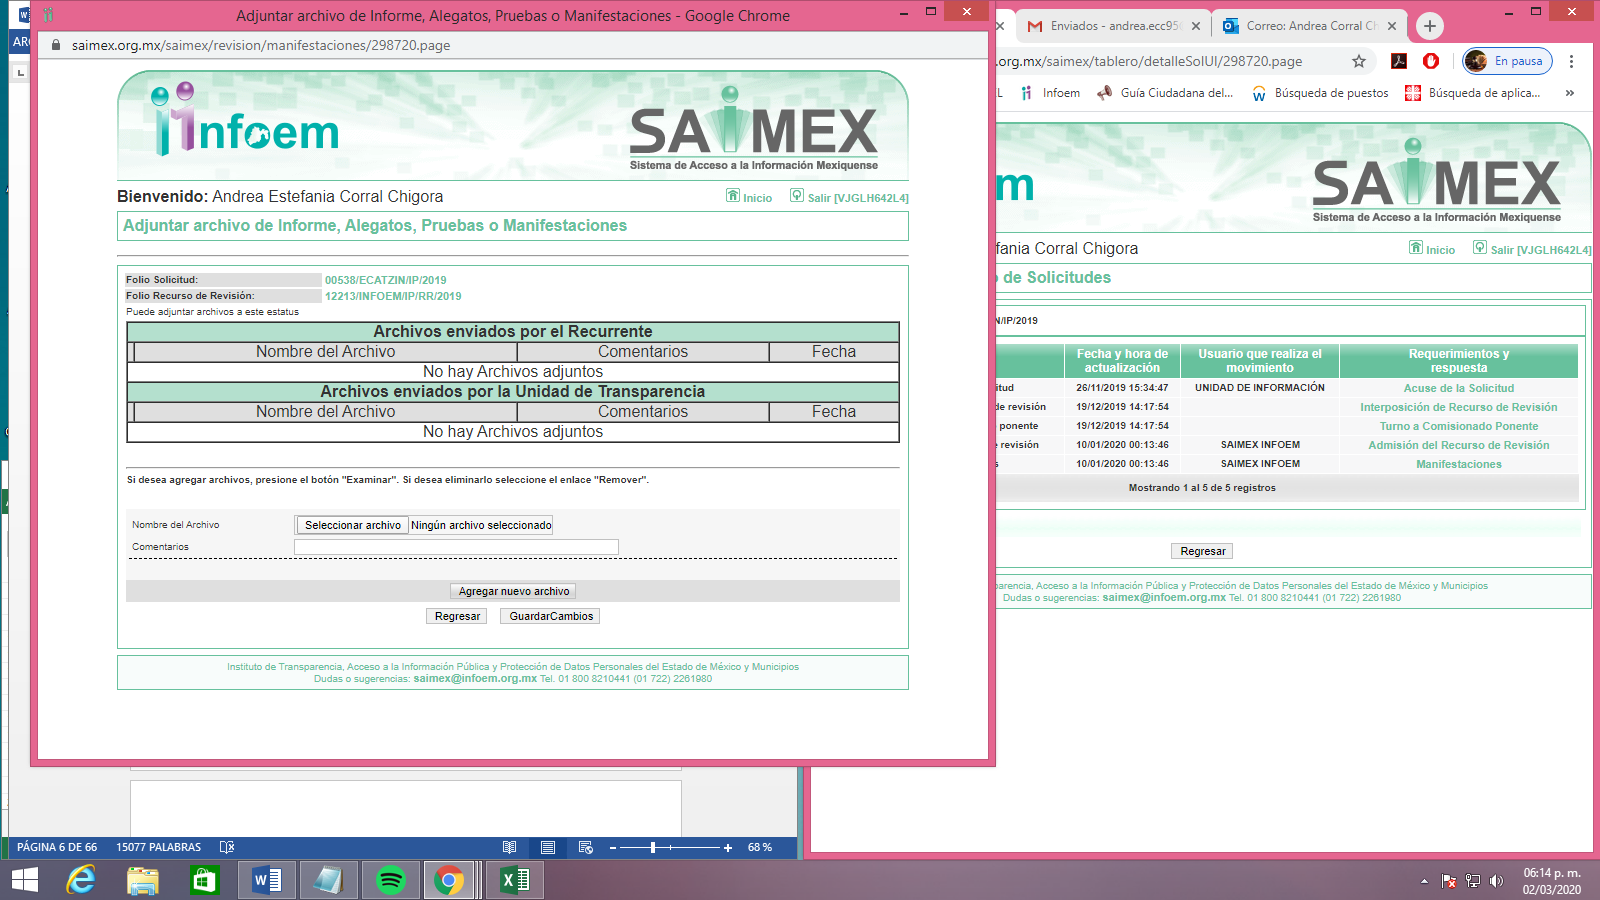 Adjuntar archivo de Informe, Alegatos, Pruebas o Manifestaciones - Google Chrome
saimex.org.mx/saimex/revision/manifestaciones/298720.page
infoem
SAIMEX
Sistema de Acceso a la Información Mexiquense
Bienvenido: Andrea Estefania Corral Chigora
Inicio
Salir [VJGLH642L4]
Adjuntar archivo de Informe, Alegatos, Pruebas o Manifestaciones
Folio Solicitud: 00538/ECATZIN/IP/2019
Folio Recurso de Revisión: 12213/INFOEM/IP/RR/2019
Puede adjuntar archivos a este estatus
Archivos enviados por el Recurrente
Nombre del Archivo Comentarios Fecha
No hay Archivos adjuntos
Archivos enviados por la Unidad de Transparencia
Nombre del Archivo Comentarios Fecha
No hay Archivos adjuntos
Si desea agregar archivos, presione el botón "Examinar". Si desea eliminarlo seleccione el enlace "Remover".
Nombre del Archivo Seleccionar archivo Ningún archivo seleccionado
Comentarios
Agregar nuevo archivo
Regresar GuardarCambios
Instituto de Transparencia, Acceso a la Información Pública y Protección de Datos Personales del Estado de México y Municipios
Dudas o sugerencias: saimex@infoem.org.mx Tel. 01 800 8210441 (01 722) 2261980
Enviados - andrea.ecc95
Correo: Andrea Corral Ch
.org.mx/saimex/tablero/detalleSolUI/298720.page
En pausa
L
Infoem
Guía Ciudadana del...
Búsqueda de puestos
Búsqueda de aplica...
»
m
SAIMEX
Sistema de Acceso a la Información Mexiquense
fania Corral Chigora
Inicio
Salir [VJGLH642L4]
de Solicitudes
N/IP/2019
Fecha y hora de actualización Usuario que realiza el movimiento Requerimientos y respuesta
itud 26/11/2019 15:34:47 UNIDAD DE INFORMACIÓN Acuse de la Solicitud
de revisión 19/12/2019 14:17:54 Interposición de Recurso de Revisión
ponente 19/12/2019 14:17:54 Turno a Comisionado Ponente
revisión 10/01/2020 00:13:46 SAIMEX INFOEM Admisión del Recurso de Revisión
s 10/01/2020 00:13:46 SAIMEX INFOEM Manifestaciones
Mostrando 1 al 5 de 5 registros
Regresar
parencia, Acceso a la Información Pública y Protección de Datos Personales del Estado de México y Municipios
Dudas o sugerencias: saimex@infoem.org.mx Tel. 01 800 8210441 (01 722) 2261980
AR
PÁGINA 6 DE 66 15077 PALABRAS 68 %
06:14 p. m.
02/03/2020